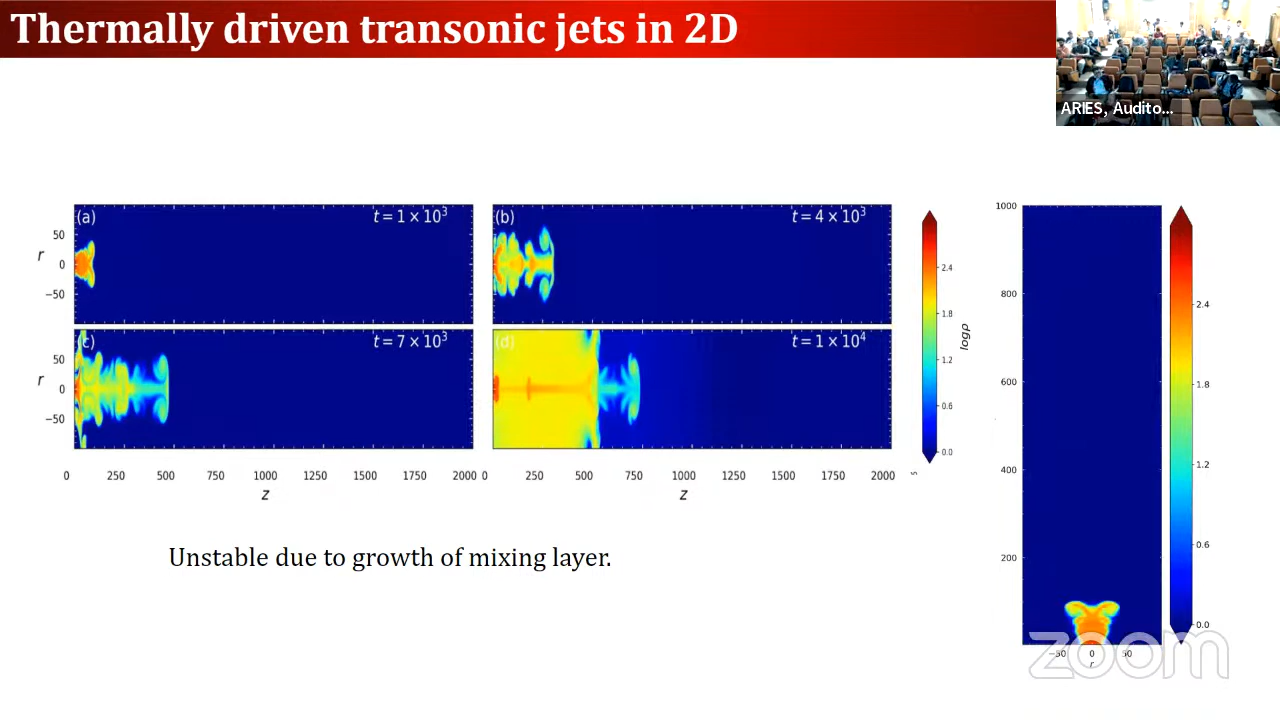 Thermally driven transonic jets in 2D
ARIES, Audito...
(a)
t = 1 × 10³
(b)
t = 4 × 10³
50
r
0
−50
(c)
t = 7 × 10³
(d)
t = 1 × 10⁴
50
r
0
−50
0 250 500 750 1000 1250 1500 1750 2000
z
0 250 500 750 1000 1250 1500 1750 2000
z
2.4
1.8
1.2
0.6
0.0
logρ
1000
800
600
400
200
−50 0 50
r
2.4
1.8
1.2
0.6
0.0
Unstable due to growth of mixing layer.
zoom